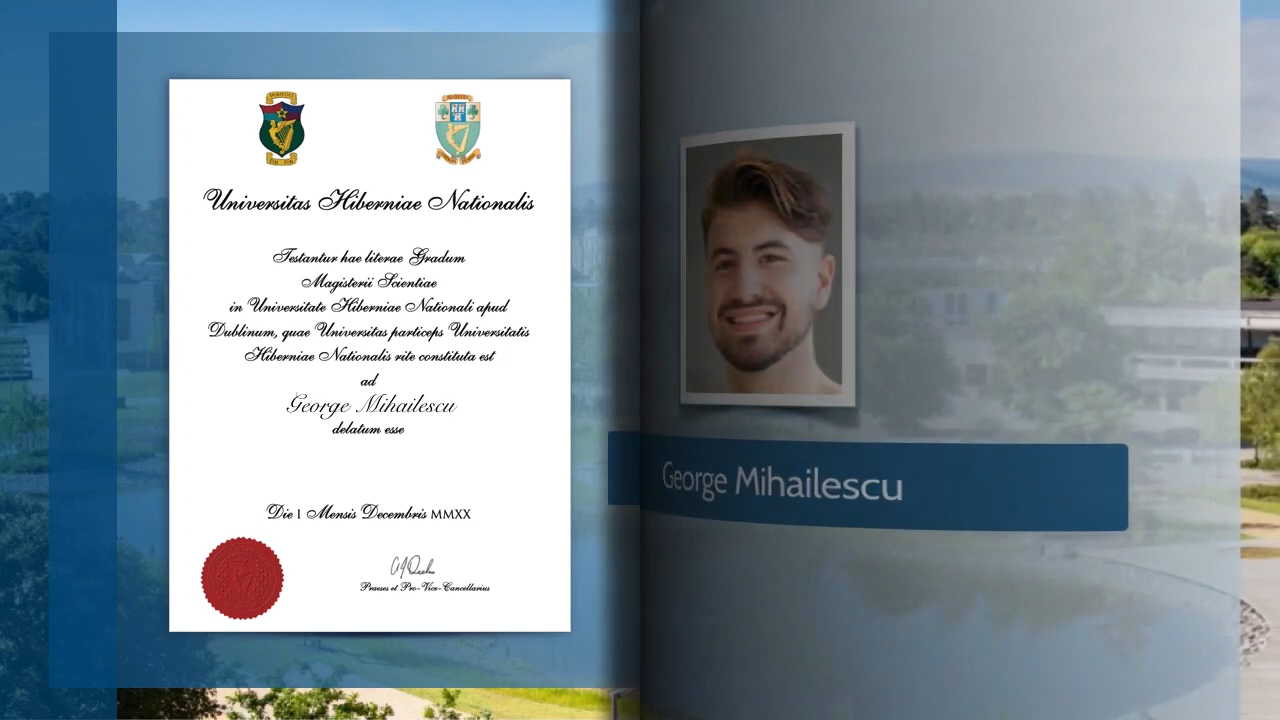 Universitas Hiberniae Nationalis
Testantur hae literae Gradum
Magisterii Scientiae
in Universitate Hiberniae Nationali apud
Dublinum, quae Universitas particeps Universitatis
Hiberniae Nationalis rite constituta est
ad
George Mihailescu
delatum esse
Die I Mensis Decembris MMXX
Praeses et Pro-Vice-Cancellarius
George Mihailescu